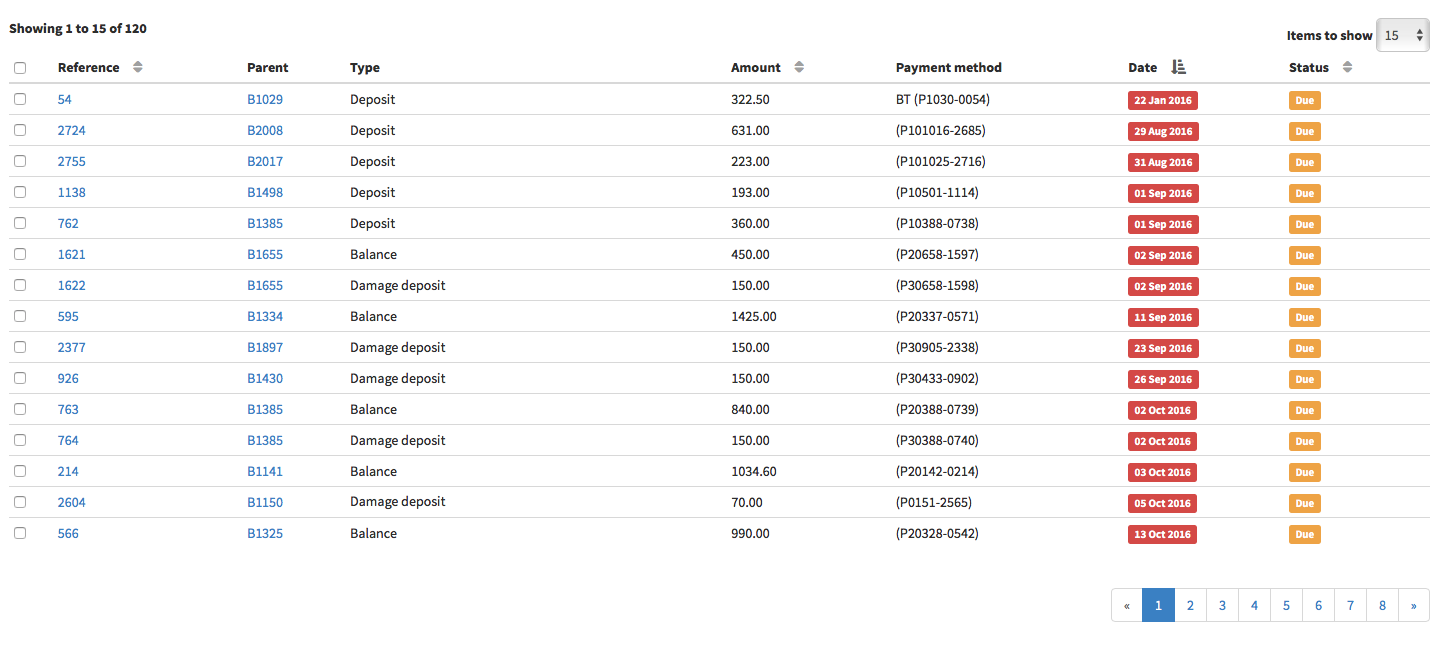 Showing 1 to 15 of 120
Items to show 15
Reference Parent Type Amount Payment method Date Status
54 B1029 Deposit 322.50 BT (P1030-0054) 22 Jan 2016 Due
2724 B2008 Deposit 631.00 (P101016-2685) 29 Aug 2016 Due
2755 B2017 Deposit 223.00 (P101025-2716) 31 Aug 2016 Due
1138 B1498 Deposit 193.00 (P10501-1114) 01 Sep 2016 Due
762 B1385 Deposit 360.00 (P10388-0738) 01 Sep 2016 Due
1621 B1655 Balance 450.00 (P20658-1597) 02 Sep 2016 Due
1622 B1655 Damage deposit 150.00 (P30658-1598) 02 Sep 2016 Due
595 B1334 Balance 1425.00 (P20337-0571) 11 Sep 2016 Due
2377 B1897 Damage deposit 150.00 (P30905-2338) 23 Sep 2016 Due
926 B1430 Damage deposit 150.00 (P30433-0902) 26 Sep 2016 Due
763 B1385 Balance 840.00 (P20388-0739) 02 Oct 2016 Due
764 B1385 Damage deposit 150.00 (P30388-0740) 02 Oct 2016 Due
214 B1141 Balance 1034.60 (P20142-0214) 03 Oct 2016 Due
2604 B1150 Damage deposit 70.00 (P0151-2565) 05 Oct 2016 Due
566 B1325 Balance 990.00 (P20328-0542) 13 Oct 2016 Due
« 1 2 3 4 5 6 7 8 »